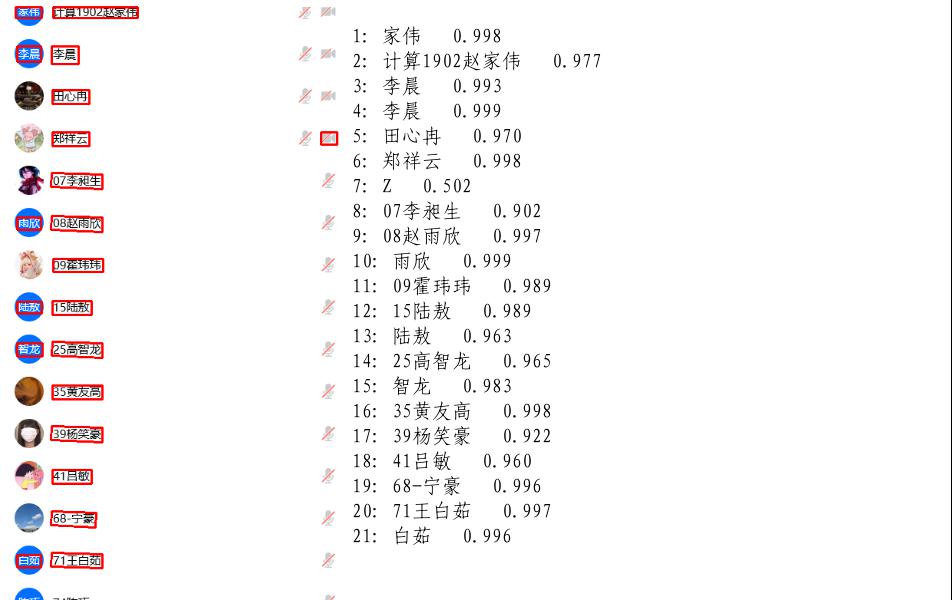 家伟 计算1902赵家伟
李晨 李晨
田心冉
郑祥云
07李昶生
雨欣 08赵雨欣
09霍玮玮
陆敖 15陆敖
智龙 25高智龙
35黄友高
39杨笑豪
41吕敏
68-宁豪
白茹 71王白茹
1: 家伟 0.998
2: 计算1902赵家伟 0.977
3: 李晨 0.993
4: 李晨 0.999
5: 田心冉 0.970
6: 郑祥云 0.998
7: Z 0.502
8: 07李昶生 0.902
9: 08赵雨欣 0.997
10: 雨欣 0.999
11: 09霍玮玮 0.989
12: 15陆敖 0.989
13: 陆敖 0.963
14: 25高智龙 0.965
15: 智龙 0.983
16: 35黄友高 0.998
17: 39杨笑豪 0.922
18: 41吕敏 0.960
19: 68-宁豪 0.996
20: 71王白茹 0.997
21: 白茹 0.996